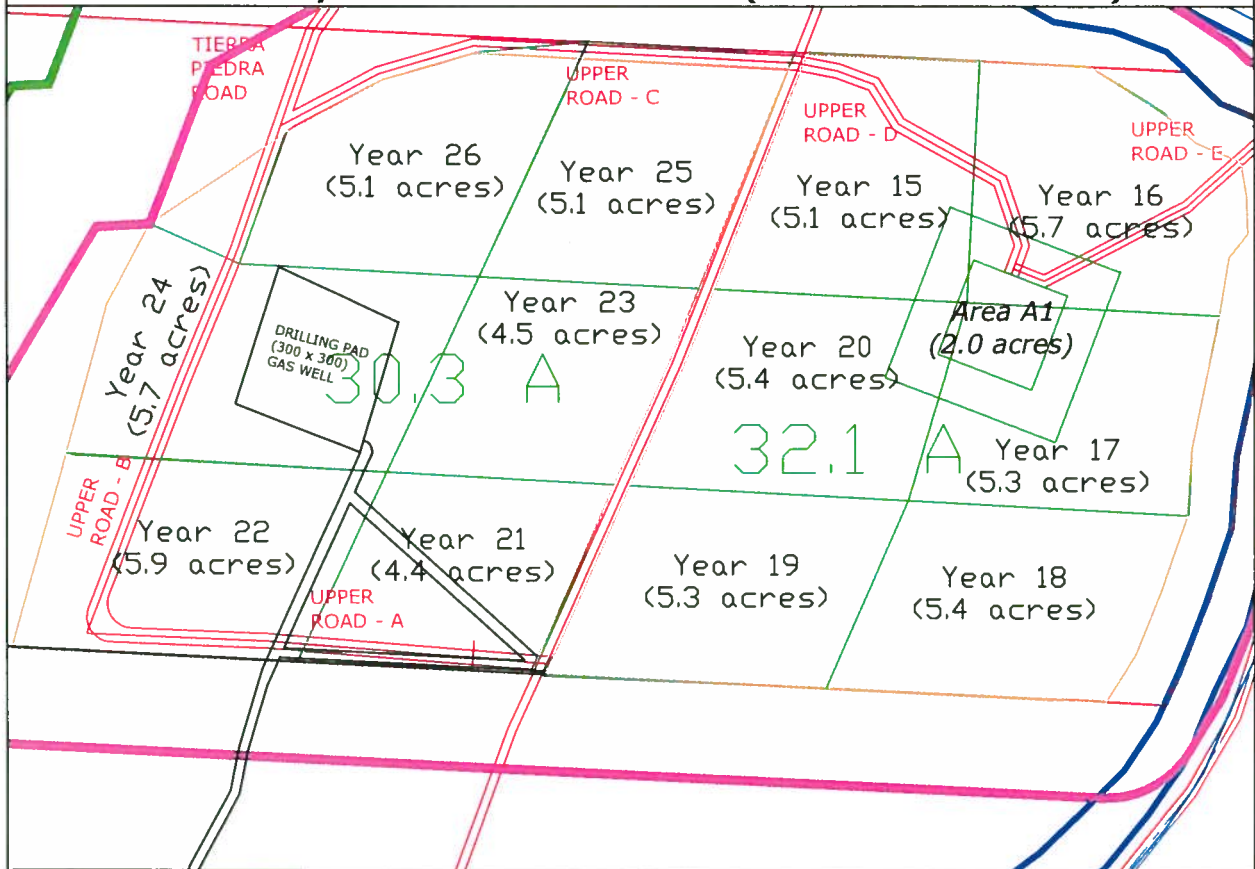 TIERRA
PIEDRA
ROAD
UPPER
ROAD - C
UPPER
ROAD - D
UPPER
ROAD - E
Year 26
(5.1 acres)
Year 25
(5.1 acres)
Year 15
(5.1 acres)
Year 16
(5.7 acres)
Year 24
(5.7 acres)
DRILLING PAD
(300 x 300)
GAS WELL
30.3 A
Year 23
(4.5 acres)
Year 20
(5.4 acres)
Area A1
(2.0 acres)
32.1 A
Year 17
(5.3 acres)
UPPER
ROAD - B
Year 22
(5.9 acres)
Year 21
(4.4 acres)
UPPER
ROAD - A
Year 19
(5.3 acres)
Year 18
(5.4 acres)